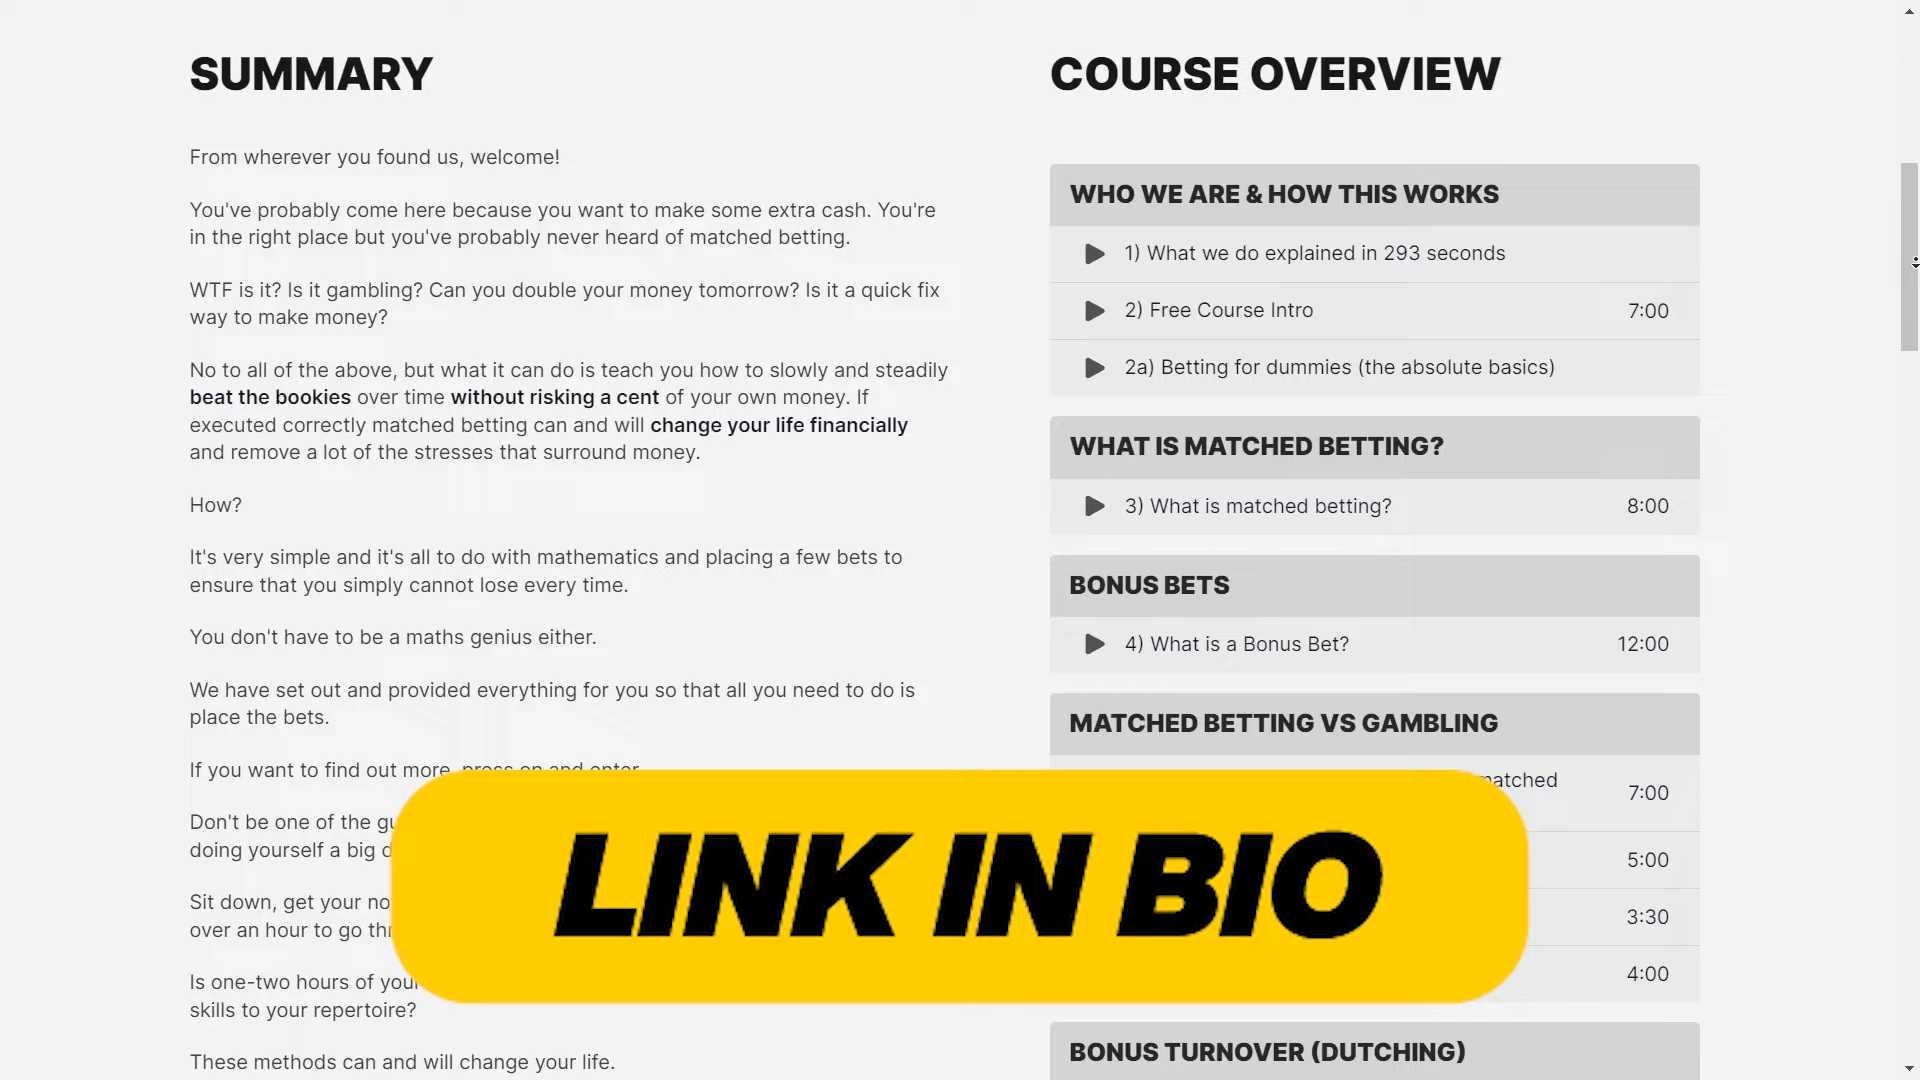 SUMMARY
From wherever you found us, welcome!
You've probably come here because you want to make some extra cash. You're
in the right place but you've probably never heard of matched betting.
WTF is it? Is it gambling? Can you double your money tomorrow? Is it a quick fix
way to make money?
No to all of the above, but what it can do is teach you how to slowly and steadily
beat the bookies over time without risking a cent of your own money. If
executed correctly matched betting can and will change your life financially
and remove a lot of the stresses that surround money.
How?
It's very simple and it's all to do with mathematics and placing a few bets to
ensure that you simply cannot lose every time.
You don't have to be a maths genius either.
We have set out and provided everything for you so that all you need to do is
place the bets.
If you want to find out more, press on and enter
Don't be one of the
doing yourself a big
Sit down, get your
over an hour to go
Is one-two hours of
skills to your repertoire?
These methods can and will change your life.
COURSE OVERVIEW
WHO WE ARE & HOW THIS WORKS
1) What we do explained in 293 seconds
2) Free Course Intro 7:00
2a) Betting for dummies (the absolute basics)
WHAT IS MATCHED BETTING?
3) What is matched betting? 8:00
BONUS BETS
4) What is a Bonus Bet? 12:00
MATCHED BETTING VS GAMBLING
matched
7:00
5:00
3:30
4:00
BONUS TURNOVER (DUTCHING)
LINK IN BIO